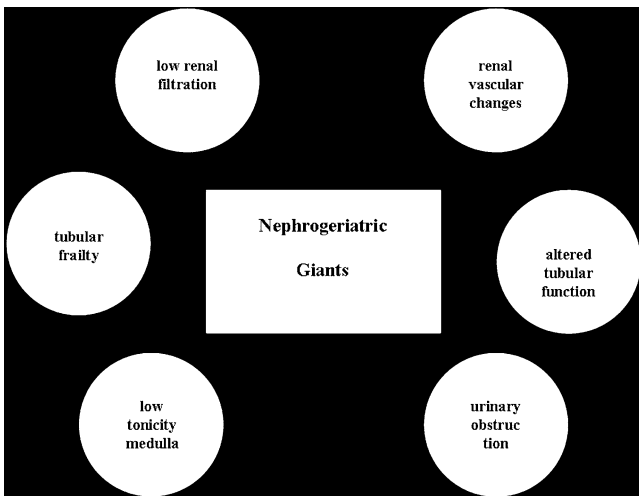 low renal
filtration
renal
vascular
changes
tubular
frailty
Nephrogeriatric
Giants
altered
tubular
function
low
tonicity
medulla
urinary
obstruc
tion